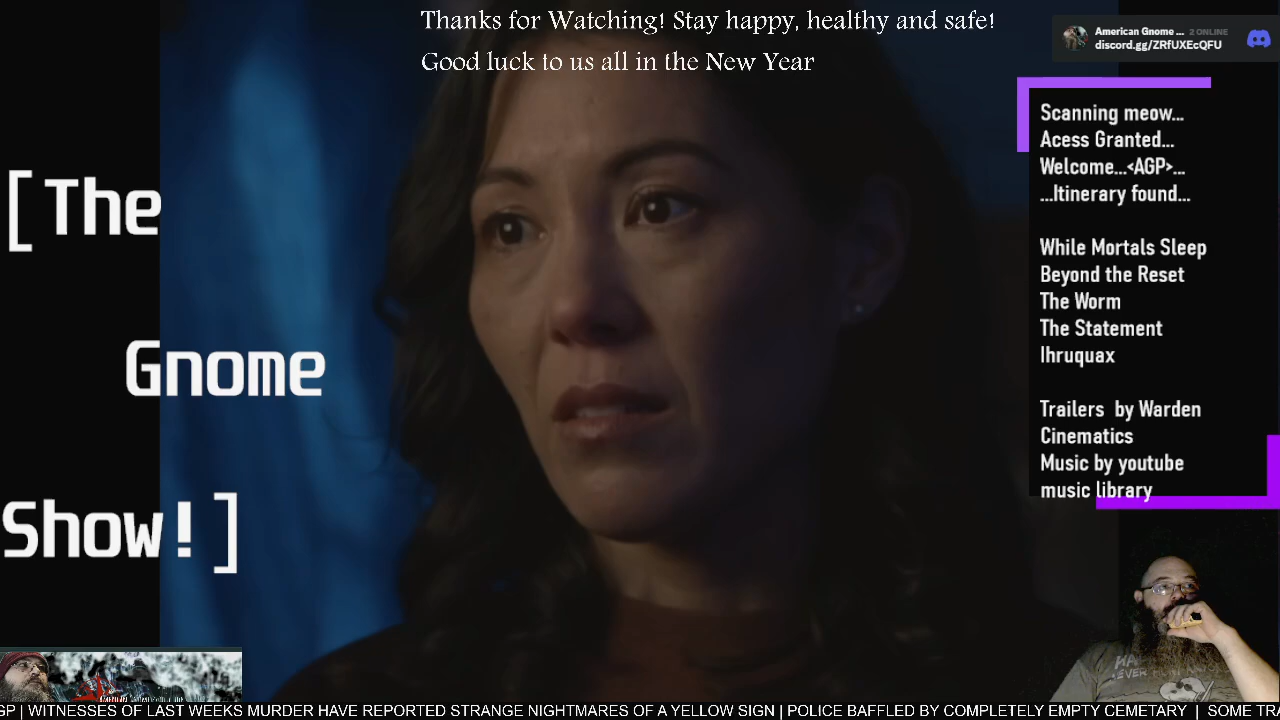 Thanks for Watching! Stay happy, healthy and safe!
Good luck to us all in the New Year
American Gnome ... 2 ONLINE
discord.gg/ZRfUXEcQFU
[The
Gnome
Show!]
Scanning meow...
Acess Granted...
Welcome...<AGP>...
...Itinerary found...
While Mortals Sleep
Beyond the Reset
The Worm
The Statement
Ihruquax
Trailers by Warden
Cinematics
Music by youtube
music library
GP | WITNESSES OF LAST WEEKS MURDER HAVE REPORTED STRANGE NIGHTMARES OF A YELLOW SIGN | POLICE BAFFLED BY COMPLETELY EMPTY CEMETARY | SOME TRA